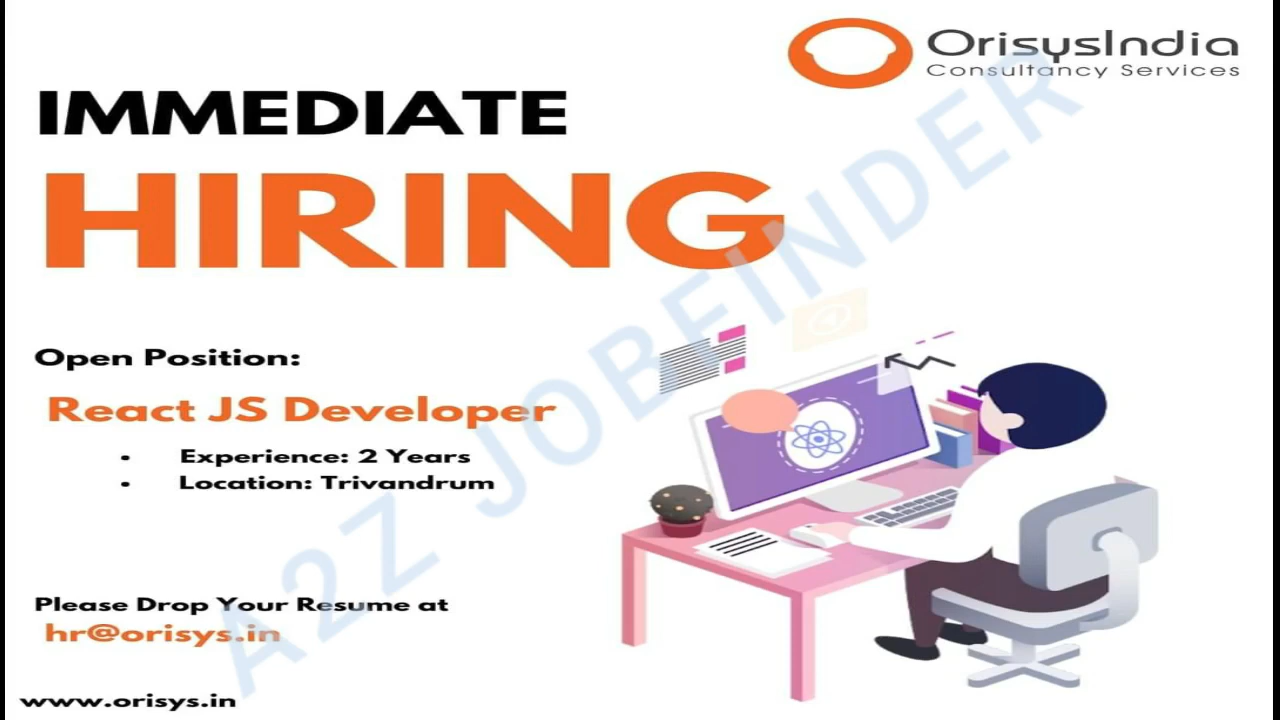 OrisysIndia
Consultancy Services
IMMEDIATE
HIRING
Open Position:
React JS Developer
• Experience: 2 Years
• Location: Trivandrum
Please Drop Your Resume at
hr@orisys.in
www.orisys.in
A2Z JOBFINDER